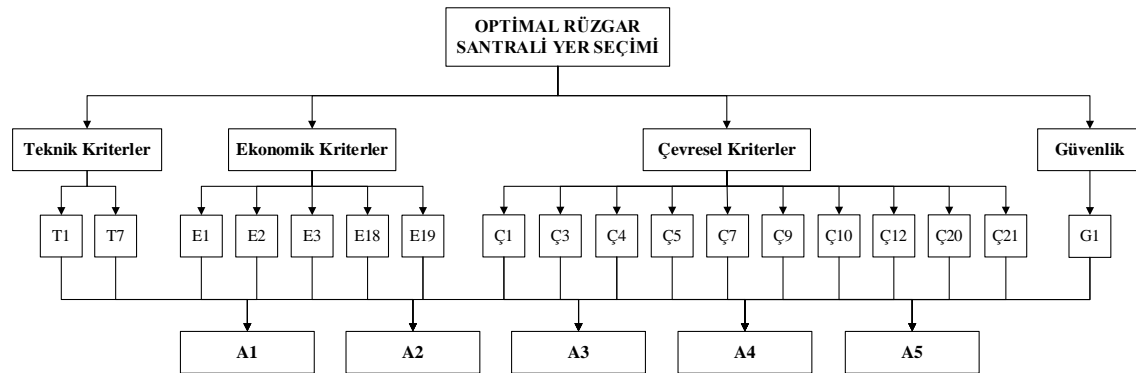 OPTİMAL RÜZGAR
SANTRALİ YER SEÇİMİ
Teknik Kriterler
Ekonomik Kriterler
Çevresel Kriterler
Güvenlik
T1
T7
E1
E2
E3
E18
E19
Ç1
Ç3
Ç4
Ç5
Ç7
Ç9
Ç10
Ç12
Ç20
Ç21
G1
A1
A2
A3
A4
A5